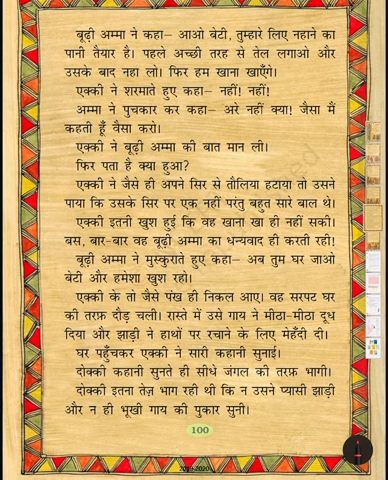 बूढ़ी अम्मा ने कहा– आओ बेटी, तुम्हारे लिए नहाने का
पानी तैयार है। पहले अच्छी तरह से तेल लगाओ और
उसके बाद नहा लो। फिर हम खाना खाएँगे।
एक्की ने शरमाते हुए कहा– नहीं! नहीं!
अम्मा ने पुचकार कर कहा– अरे नहीं क्या! जैसा मैं
कहती हूँ वैसा करो।
एक्की ने बूढ़ी अम्मा की बात मान ली।
फिर पता है क्या हुआ?
एक्की ने जैसे ही अपने सिर से तौलिया हटाया तो उसने
पाया कि उसके सिर पर एक नहीं परंतु बहुत सारे बाल थे।
एक्की इतनी खुश हुई कि वह खाना खा ही नहीं सकी।
बस, बार-बार वह बूढ़ी अम्मा का धन्यवाद ही करती रही!
बूढ़ी अम्मा ने मुस्कुराते हुए कहा– अब तुम घर जाओ
बेटी और हमेशा खुश रहो।
एक्की के तो जैसे पंख ही निकल आए। वह सरपट घर
की तरफ़ दौड़ चली। रास्ते में उसे गाय ने मीठा-मीठा दूध
दिया और झाड़ी ने हाथों पर रचाने के लिए मेहँदी दी।
घर पहुँचकर एक्की ने सारी कहानी सुनाई।
दोक्की कहानी सुनते ही सीधे जंगल की तरफ़ भागी।
दोक्की इतना तेज़ भाग रही थी कि न उसने प्यासी झाड़ी
और न ही भूखी गाय की पुकार सुनी।
100
2019-2020